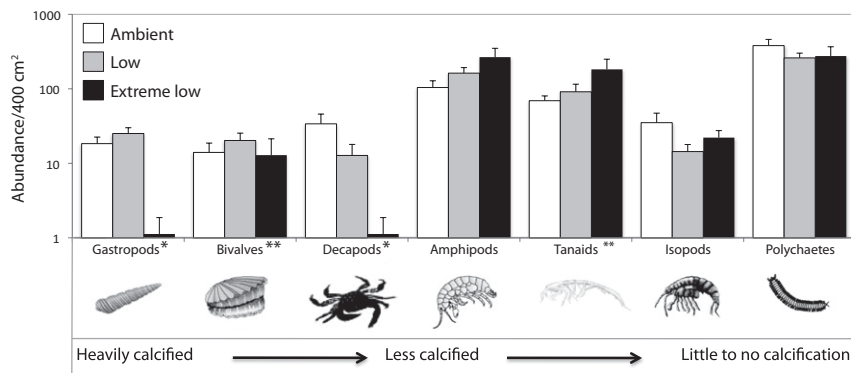 1000
100
10
1
Abundance/400 cm²
Ambient
Low
Extreme low
Gastropods* Bivalves ** Decapods* Amphipods Tanaids ** Isopods Polychaetes
Heavily calcified Less calcified Little to no calcification